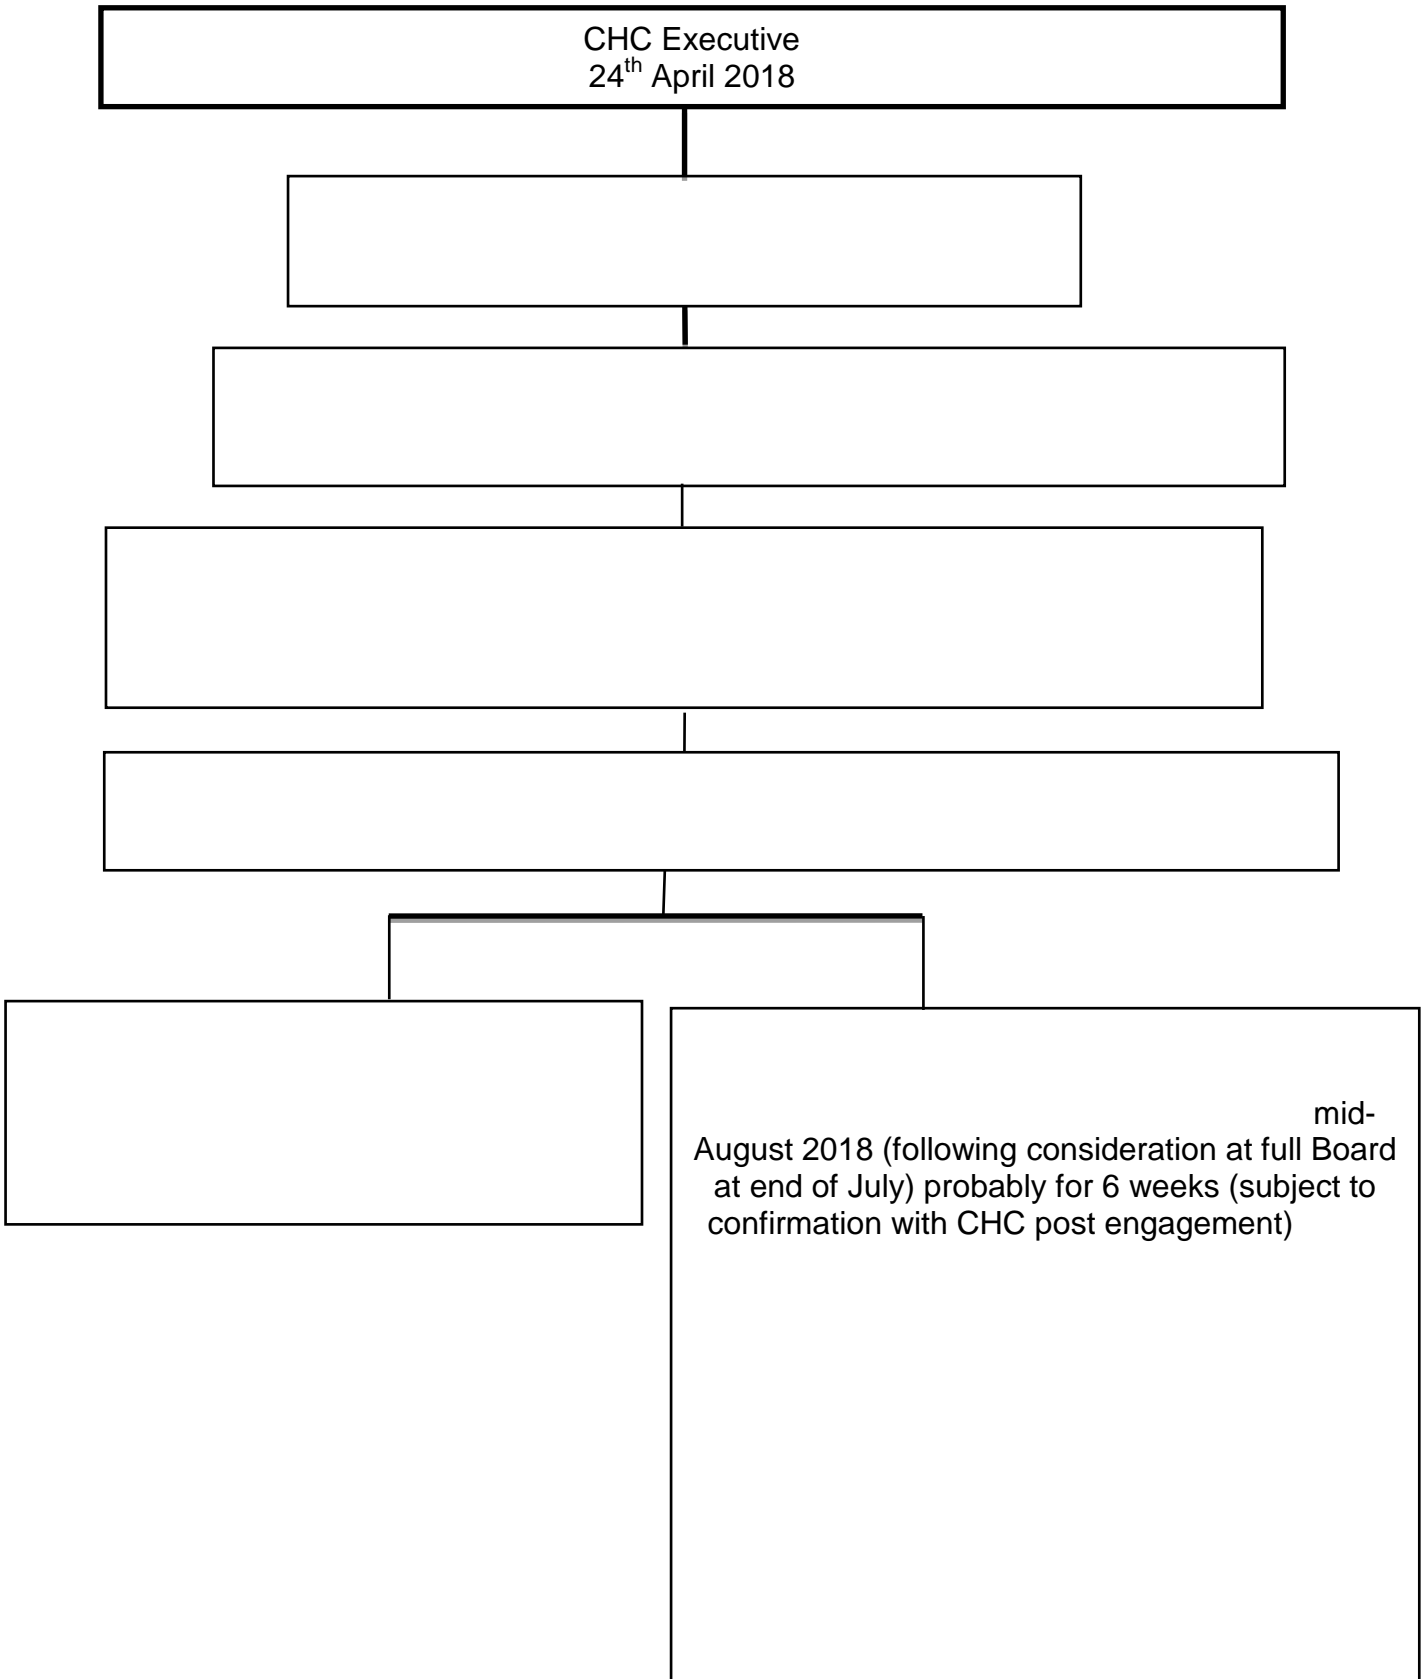 CHC Executive
24th April 2018
mid-
August 2018 (following consideration at full Board
at end of July) probably for 6 weeks (subject to
confirmation with CHC post engagement)